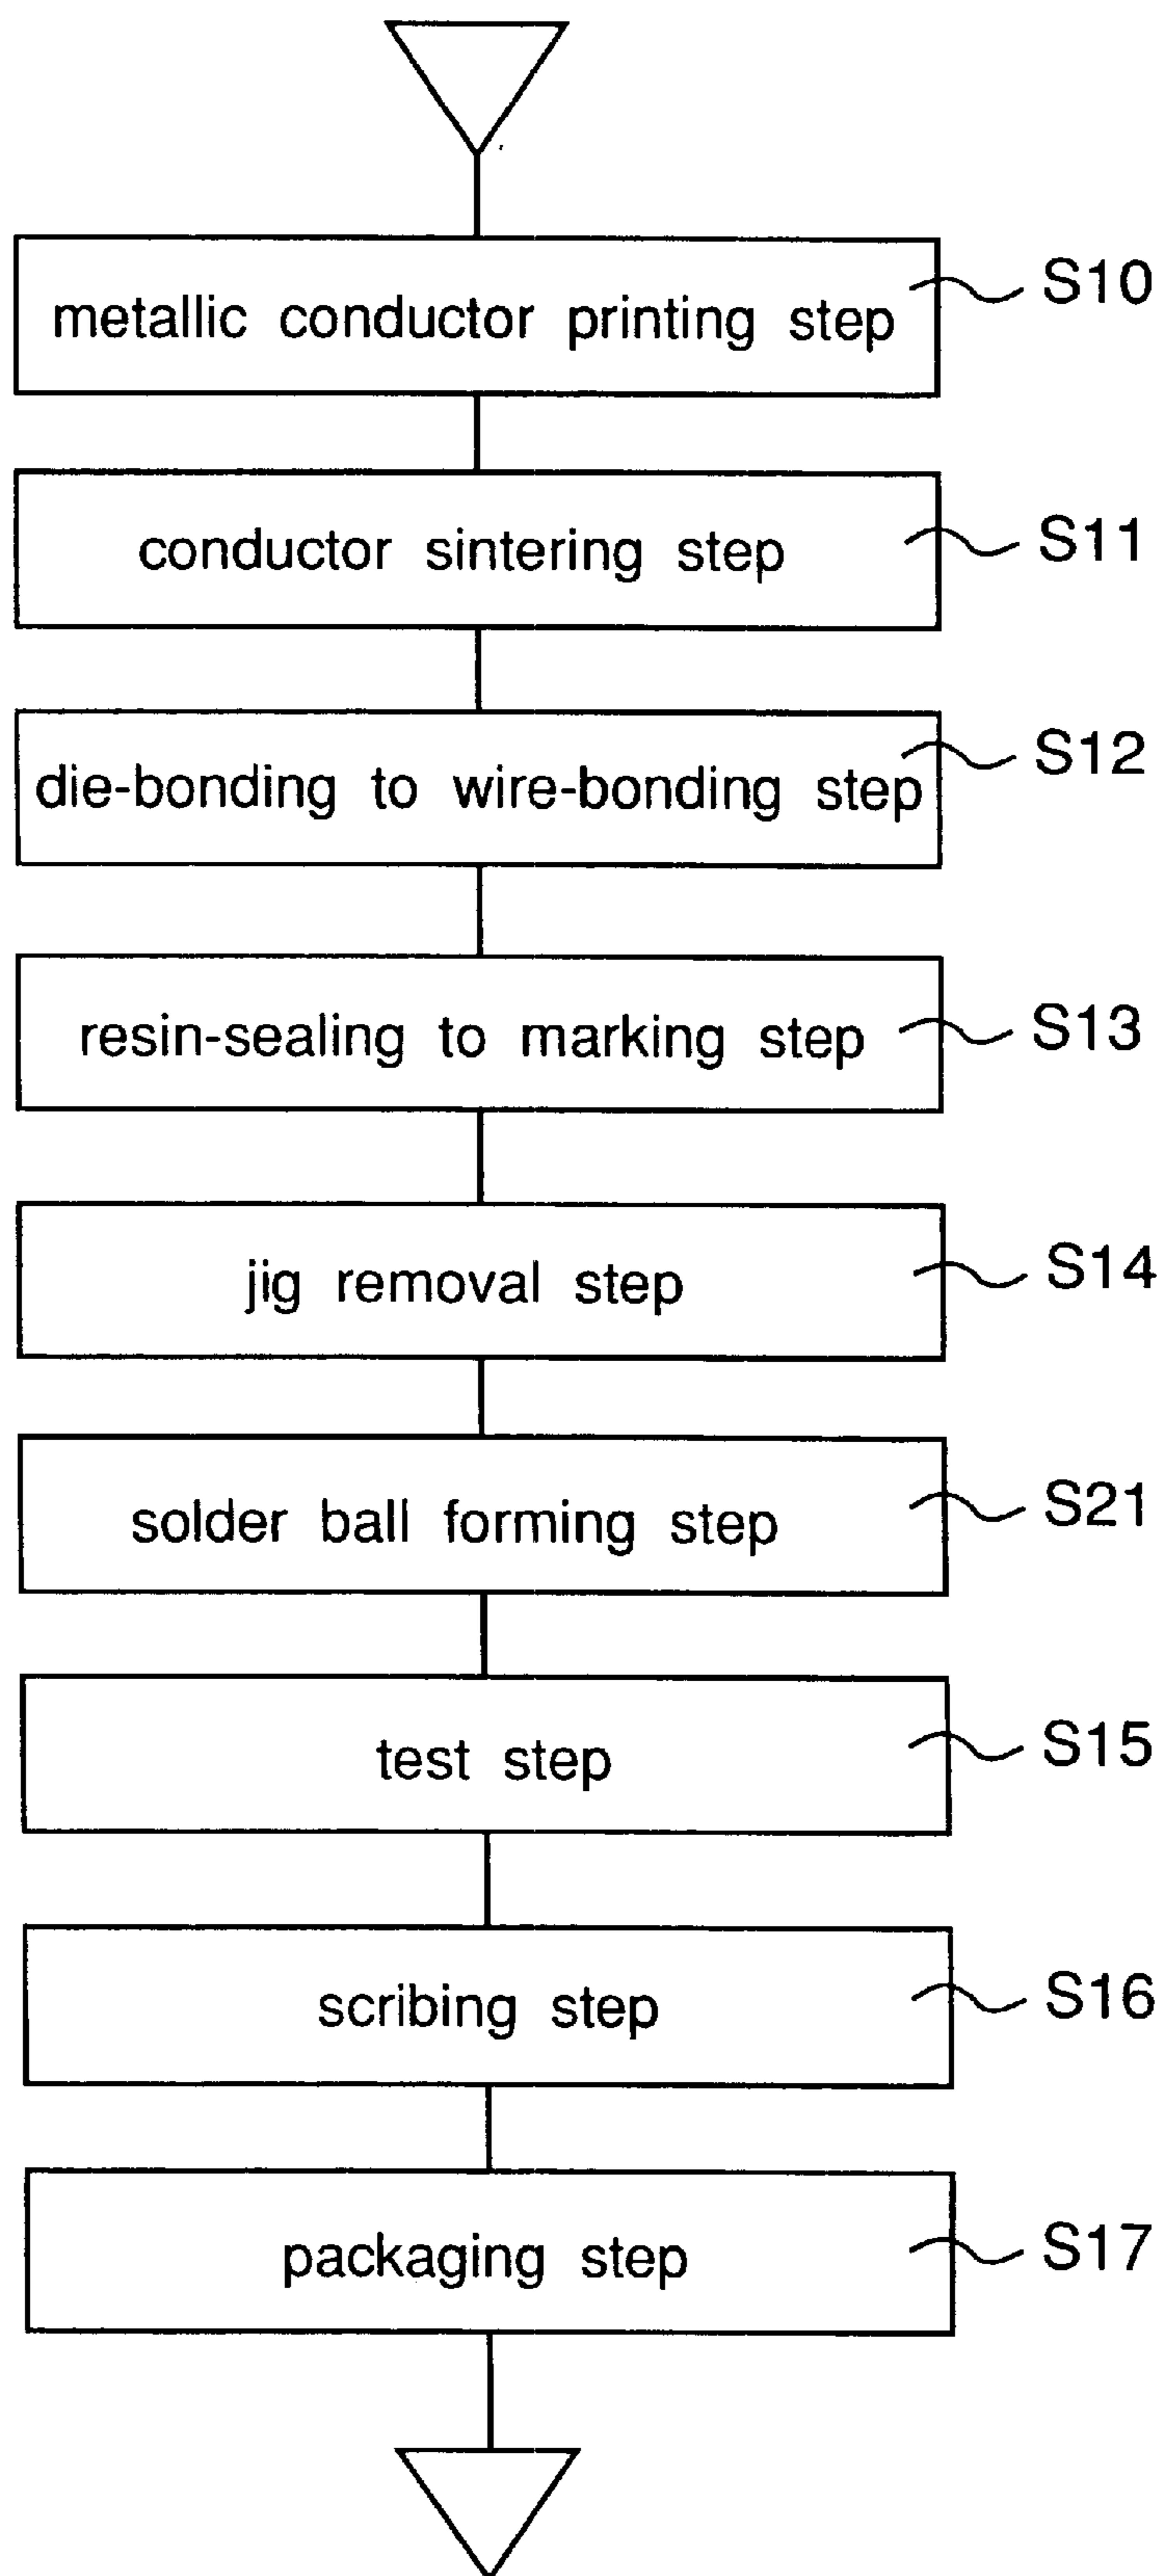 metallic conductor printing step S10
conductor sintering step S11
die-bonding to wire-bonding step S12
resin-sealing to marking step S13
jig removal step S14
solder ball forming step S21
test step S15
scribing step S16
packaging step S17